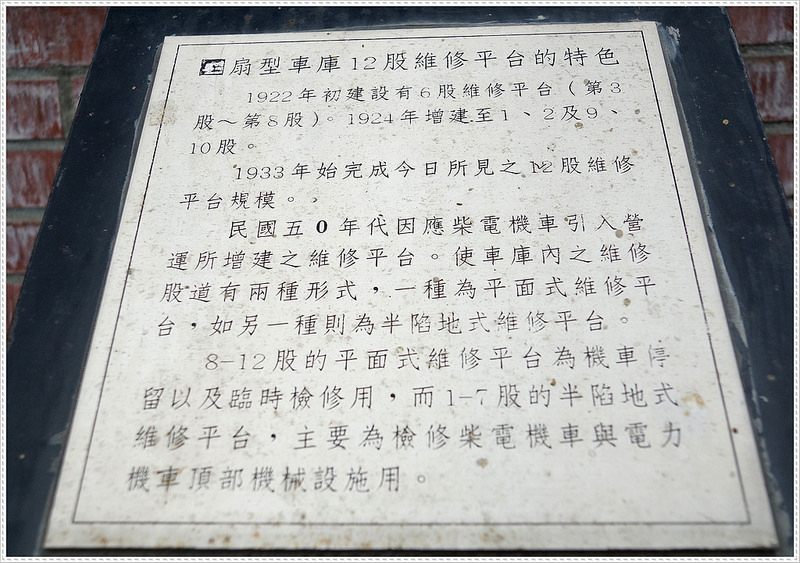 扇型車庫12股維修平台的特色
1922年初建設有6股維修平台（第3
股～第8股）。1924年增建至1、2及9、
10股。
1933年始完成今日所見之12股維修
平台規模。
民國五0年代因應柴電機車引入營
運所增建之維修平台。使車庫內之維修
股道有兩種形式，一種為平面式維修平
台，如另一種則為半陷地式維修平台。
8-12股的平面式維修平台為機車停
留以及臨時檢修用，而1-7股的半陷地式
維修平台，主要為檢修柴電機車與電力
機車頂部機械設施用。